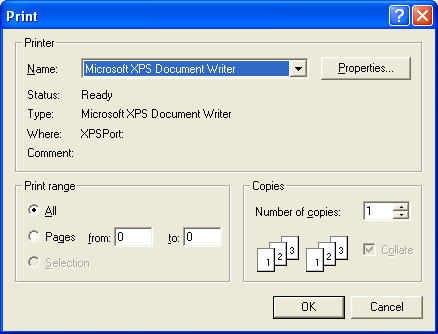 Print
Printer
Name: Microsoft XPS Document Writer Properties...
Status: Ready
Type: Microsoft XPS Document Writer
Where: XPSPort:
Comment:
Print range
All
Pages from: 0 to: 0
Selection
Copies
Number of copies: 1
1 2 3 1 2 3
Collate
OK Cancel